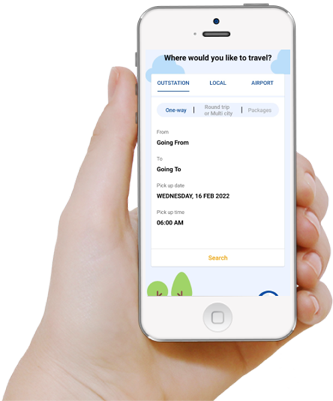 Where would you like to travel?
OUTSTATION LOCAL AIRPORT
One-way | Round trip or Multi city | Packages
From
Going From
To
Going To
Pick up date
WEDNESDAY, 16 FEB 2022
Pick up time
06:00 AM
Search